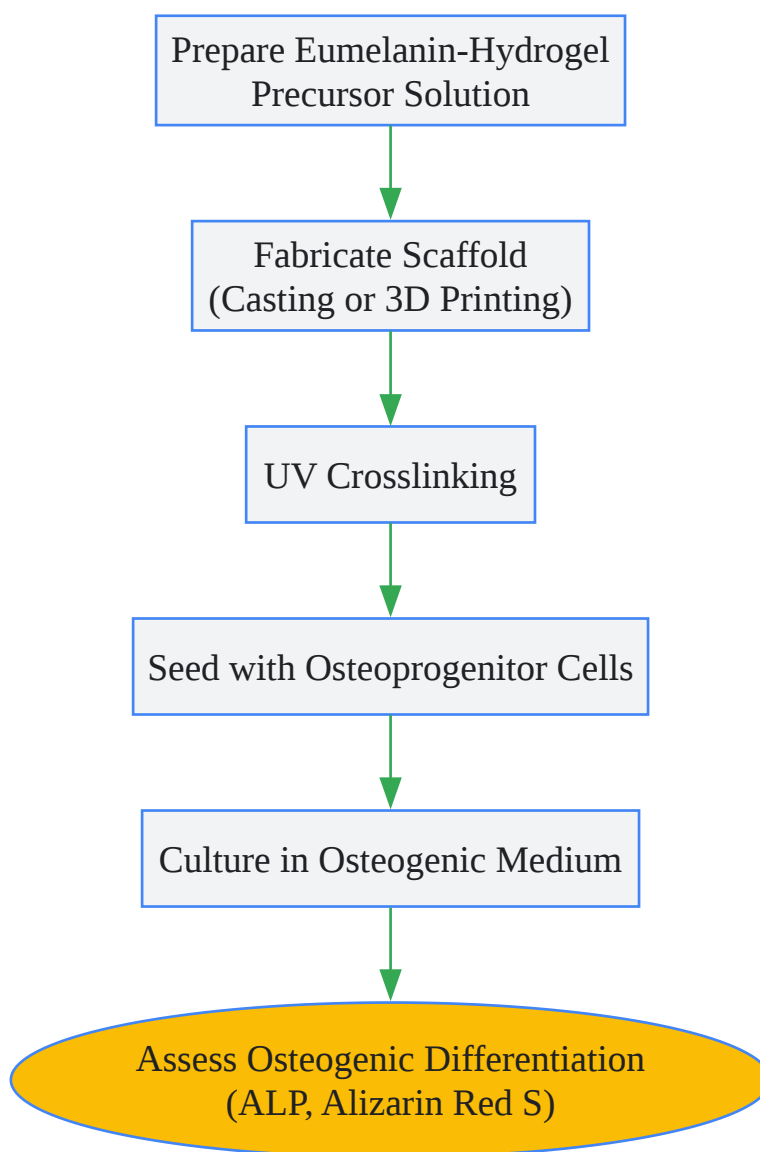 Prepare Eumelanin-Hydrogel
Precursor Solution
Fabricate Scaffold
(Casting or 3D Printing)
UV Crosslinking
Seed with Osteoprogenitor Cells
Culture in Osteogenic Medium
Assess Osteogenic Differentiation
(ALP, Alizarin Red S)